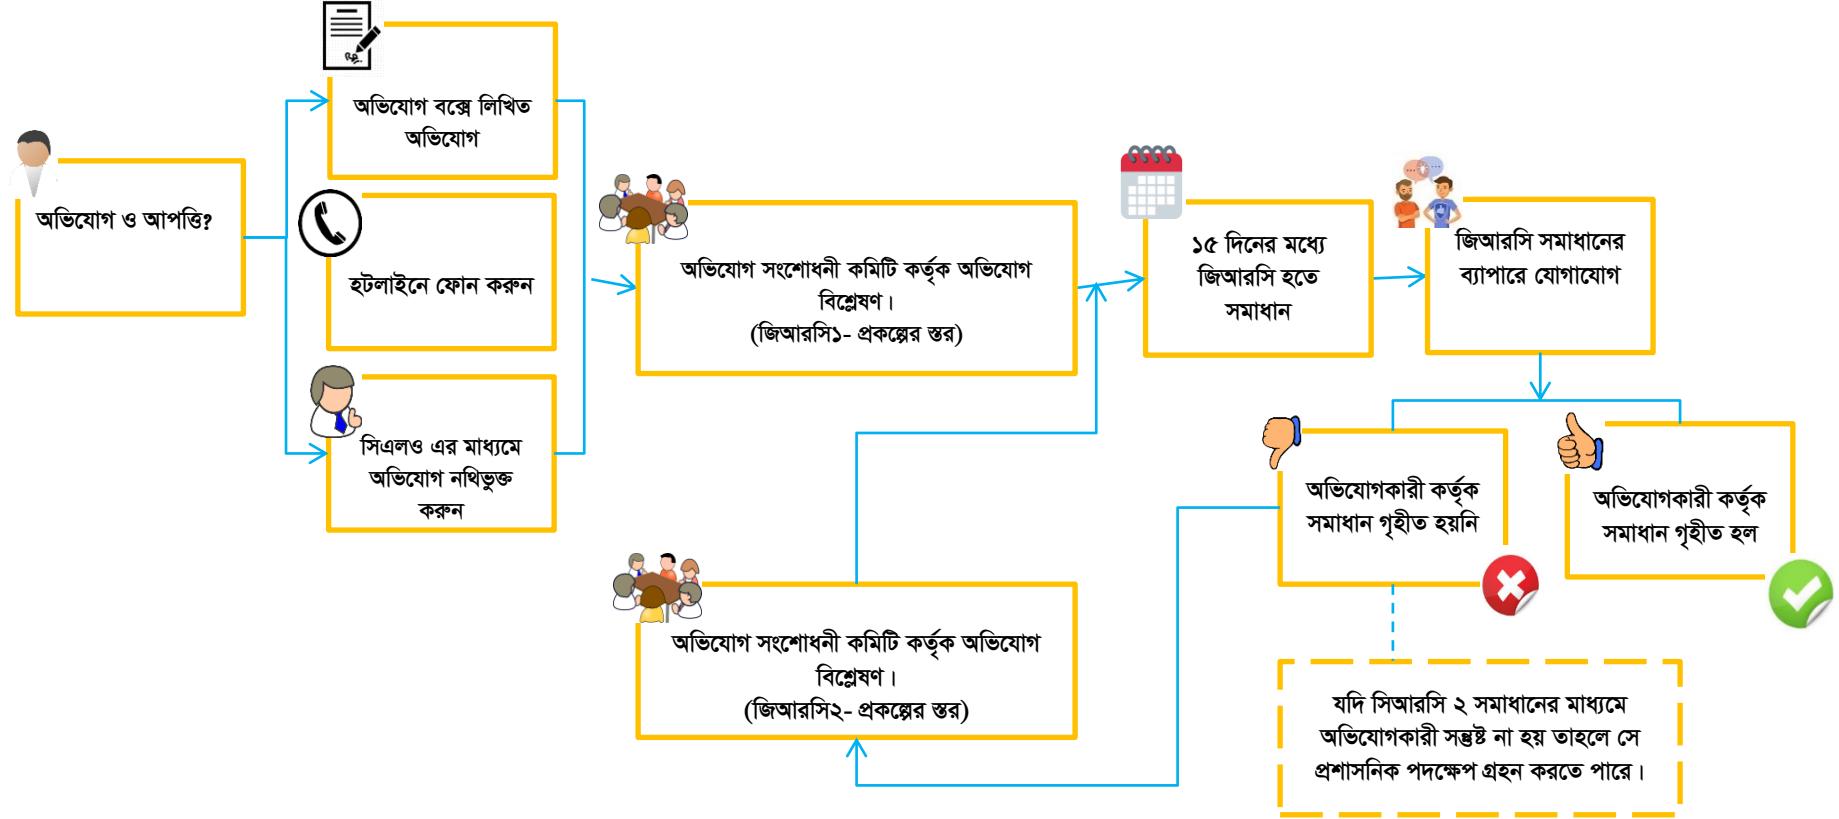 অভিযোগ ও আপত্তি?
অভিযোগ বক্সে লিখিত
অভিযোগ
হটলাইনে ফোন করুন
সিএলও এর মাধ্যমে
অভিযোগ নথিভুক্ত
করুন
অভিযোগ সংশোধনী কমিটি কর্তৃক অভিযোগ
বিশ্লেষণ।
(জিআরসি১- প্রকল্পের স্তর)
১৫ দিনের মধ্যে
জিআরসি হতে
সমাধান
জিআরসি সমাধানের
ব্যাপারে যোগাযোগ
অভিযোগকারী কর্তৃক
সমাধান গৃহীত হয়নি
অভিযোগকারী কর্তৃক
সমাধান গৃহীত হল
অভিযোগ সংশোধনী কমিটি কর্তৃক অভিযোগ
বিশ্লেষণ।
(জিআরসি২- প্রকল্পের স্তর)
যদি সিআরসি ২ সমাধানের মাধ্যমে
অভিযোগকারী সন্তুষ্ট না হয় তাহলে সে
প্রশাসনিক পদক্ষেপ গ্রহন করতে পারে।